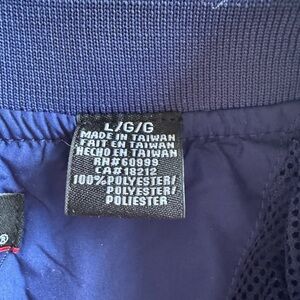 L/G/G
MADE IN TAIWAN
FAIT EN TAIWAN
HECHO EN TAIWAN
RN#60999
CA#18212
100%POLYESTER/
POLYESTER/
POLIESTER
®